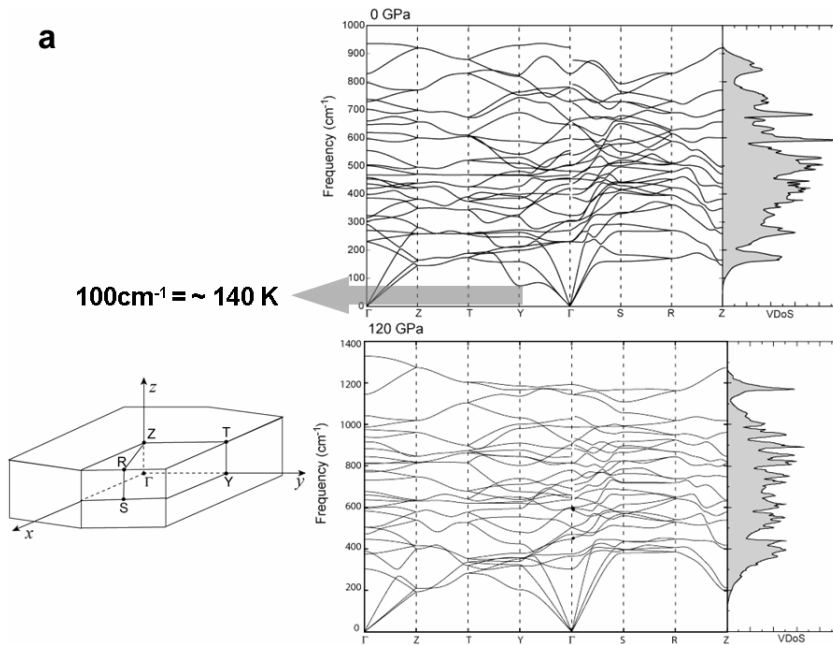 a
0 GPa
1000
900
800
700
600
500
400
300
200
100
0
Frequency (cm-1)
Γ Z T Y Γ S R Z
VDoS
100cm-1 = ~ 140 K
120 GPa
1400
1200
1000
800
600
400
200
0
Frequency (cm-1)
Γ Z T Y Γ S R Z
VDoS
z
Z
T
R
Γ
Y
y
S
x